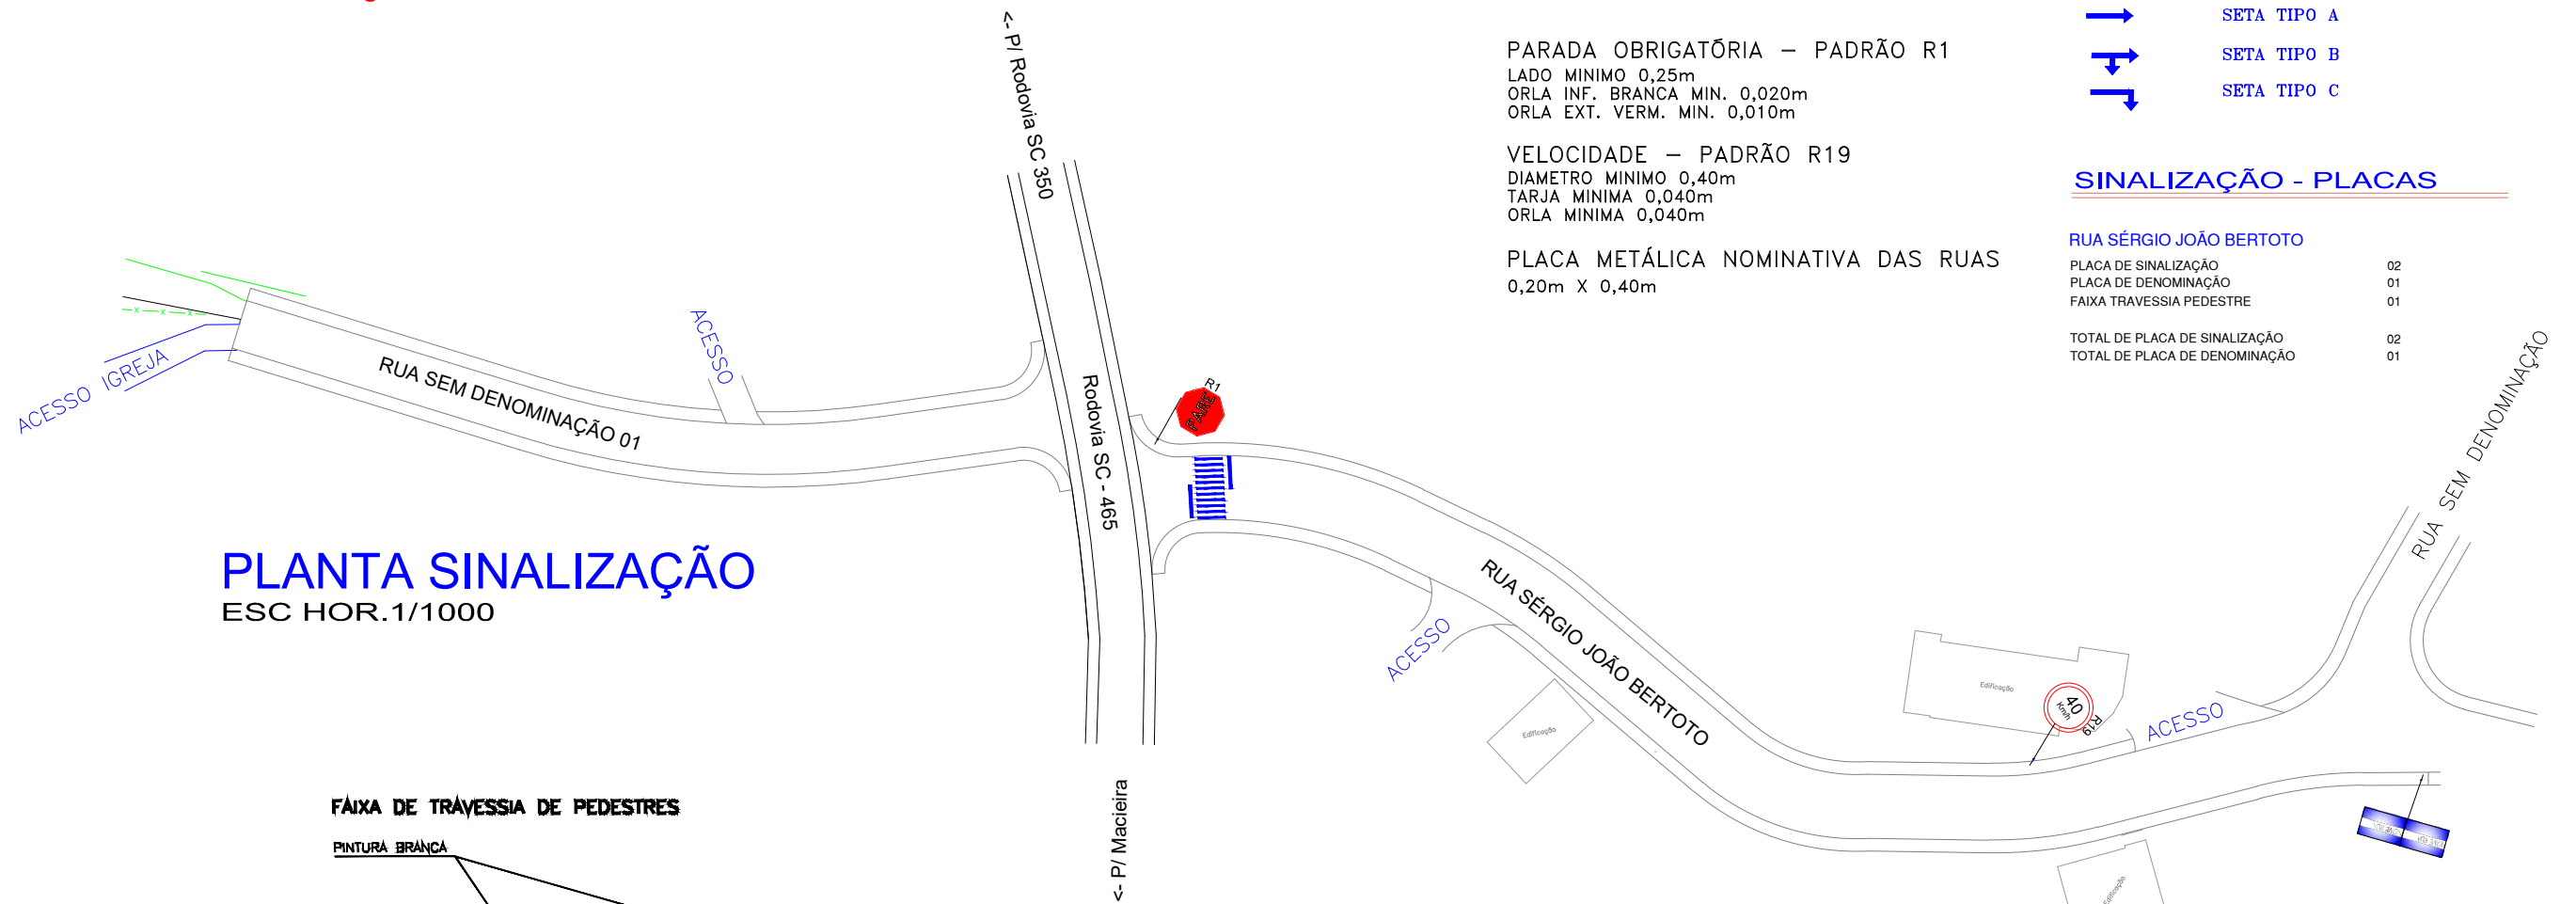 <- P/ Rodovia SC 350
PARADA OBRIGATÓRIA – PADRÃO R1
LADO MINIMO 0,25m
ORLA INF. BRANCA MIN. 0,020m
ORLA EXT. VERM. MIN. 0,010m
VELOCIDADE – PADRÃO R19
DIAMETRO MINIMO 0,40m
TARJA MINIMA 0,040m
ORLA MINIMA 0,040m
PLACA METÁLICA NOMINATIVA DAS RUAS
0,20m X 0,40m
SETA TIPO A
SETA TIPO B
SETA TIPO C
SINALIZAÇÃO - PLACAS
RUA SÉRGIO JOÃO BERTOTO
PLACA DE SINALIZAÇÃO 02
PLACA DE DENOMINAÇÃO 01
FAIXA TRAVESSIA PEDESTRE 01
TOTAL DE PLACA DE SINALIZAÇÃO 02
TOTAL DE PLACA DE DENOMINAÇÃO 01
ACESSO IGREJA
RUA SEM DENOMINAÇÃO 01
ACESSO
Rodovia SC - 465
R1
PARE
RUA SEM DENOMINAÇÃO
PLANTA SINALIZAÇÃO
ESC HOR.1/1000
RUA SÉRGIO JOÃO BERTOTO
ACESSO
Edificação
Edificação
40
Km/h
R19
ACESSO
<- P/ Macieira
FAIXA DE TRAVESSIA DE PEDESTRES
PINTURA BRANCA
Edificação